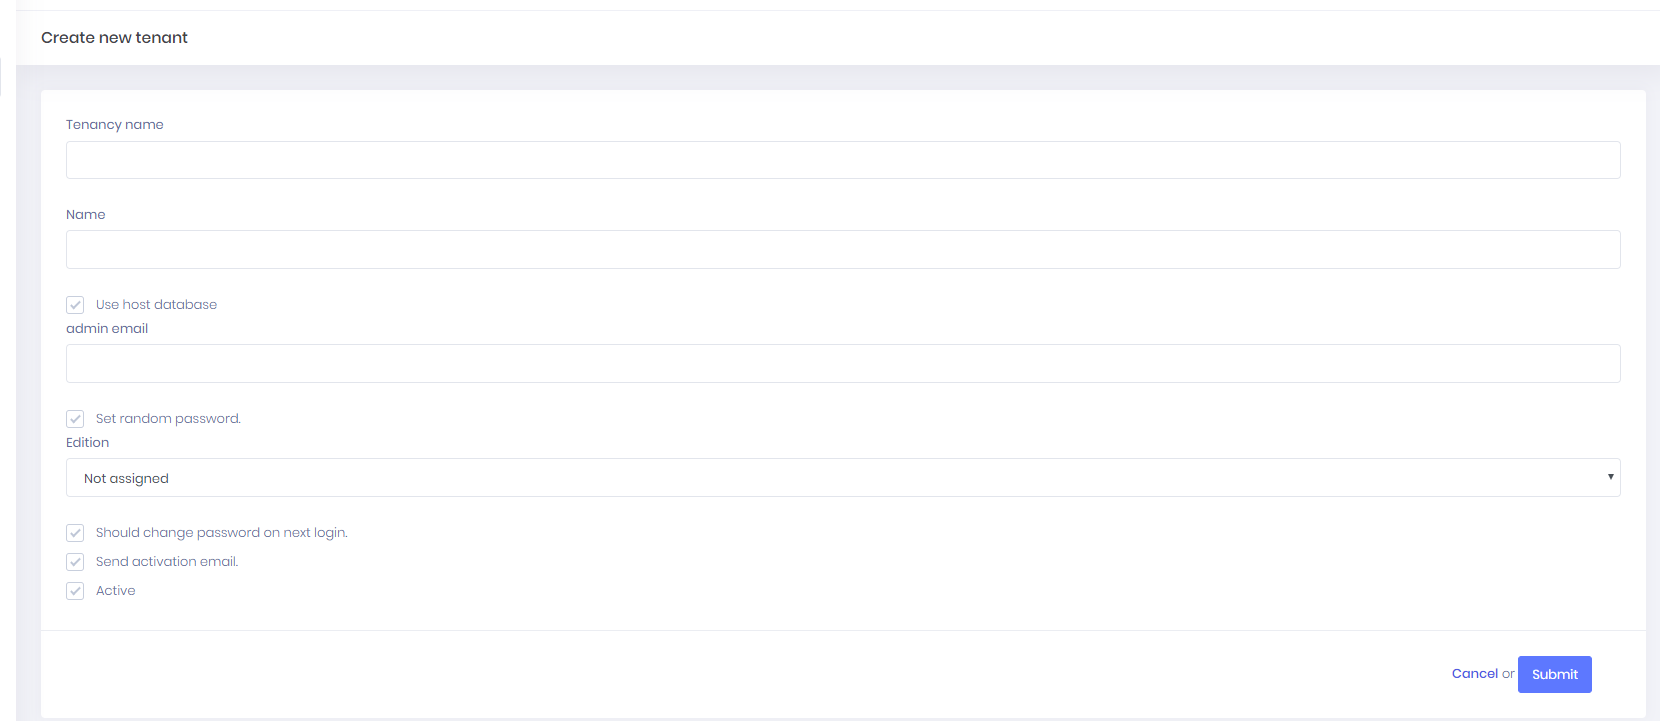 Create new tenant
Tenancy name
Name
Use host database
admin email
Set random password.
Edition
Not assigned
Should change password on next login.
Send activation email.
Active
Cancel or Submit